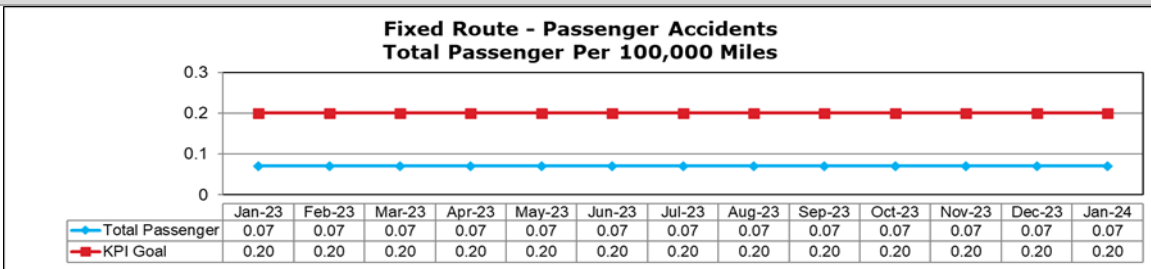 Fixed Route - Passenger Accidents
Total Passenger Per 100,000 Miles
0.3
0.2
0.1
0
Jan-23 Feb-23 Mar-23 Apr-23 May-23 Jun-23 Jul-23 Aug-23 Sep-23 Oct-23 Nov-23 Dec-23 Jan-24
Total Passenger 0.07 0.07 0.07 0.07 0.07 0.07 0.07 0.07 0.07 0.07 0.07 0.07 0.07
KPI Goal 0.20 0.20 0.20 0.20 0.20 0.20 0.20 0.20 0.20 0.20 0.20 0.20 0.20